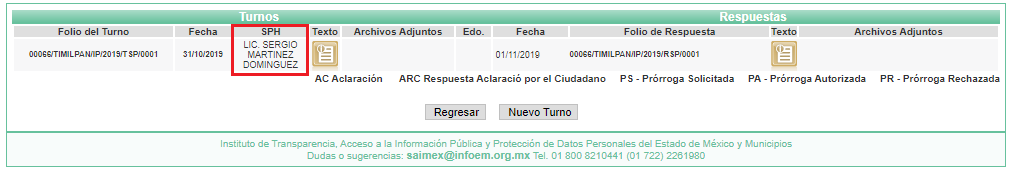 Turnos Respuestas
Folio del Turno Fecha SPH Texto Archivos Adjuntos Edo. Fecha Folio de Respuesta Texto Archivos Adjuntos
00066/TIMILPAN/IP/2019/TSP/0001 31/10/2019 LIC. SERGIO MARTINEZ DOMINGUEZ 01/11/2019 00066/TIMILPAN/IP/2019/RSP/0001
AC Aclaración ARC Respuesta Aclaració por el Ciudadano PS - Prórroga Solicitada PA - Prórroga Autorizada PR - Prórroga Rechazada
Regresar Nuevo Turno
Instituto de Transparencia, Acceso a la Información Pública y Protección de Datos Personales del Estado de México y Municipios
Dudas o sugerencias: saimex@infoem.org.mx Tel. 01 800 8210441 (01 722) 2261980